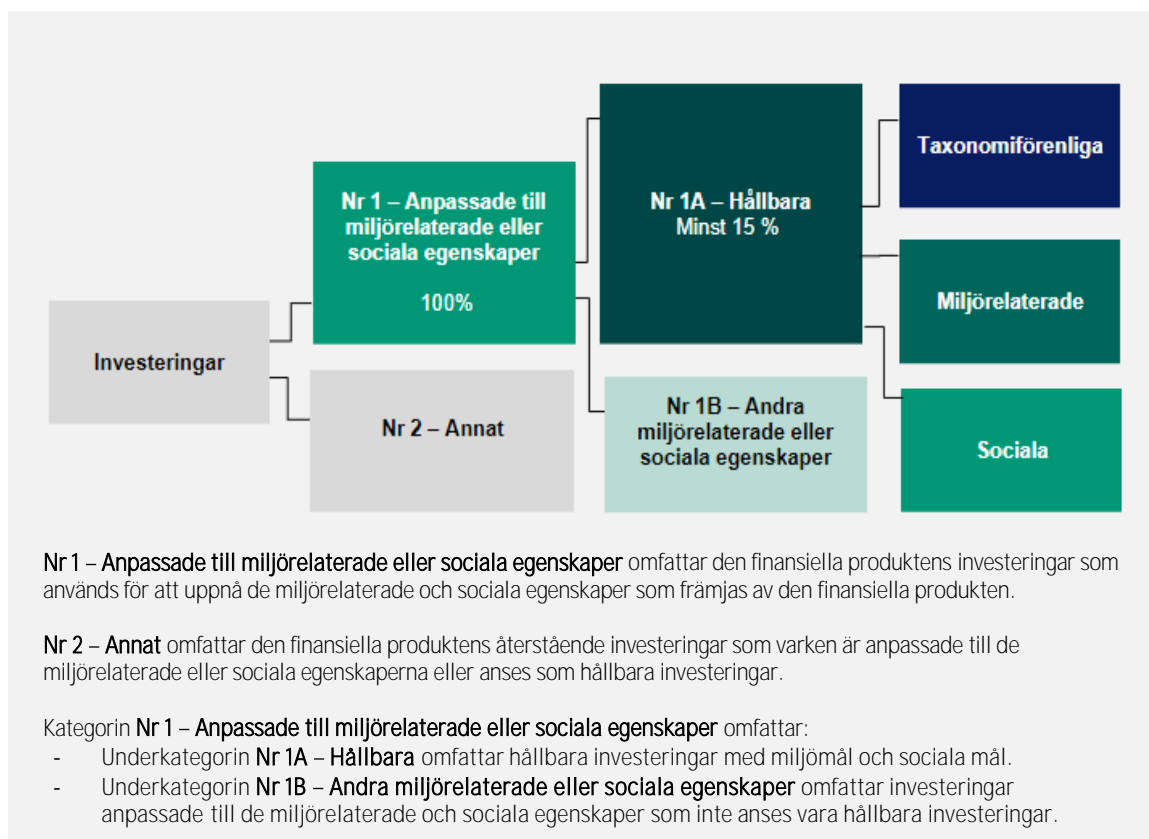 Investeringar
Nr 1 – Anpassade till
miljörelaterade eller
sociala egenskaper
100%
Nr 2 – Annat
Nr 1A – Hållbara
Minst 15 %
Nr 1B – Andra
miljörelaterade eller
sociala egenskaper
Taxonomiförenliga
Miljörelaterade
Sociala
Nr 1 – Anpassade till miljörelaterade eller sociala egenskaper omfattar den finansiella produktens investeringar som
används för att uppnå de miljörelaterade och sociala egenskaper som främjas av den finansiella produkten.
Nr 2 – Annat omfattar den finansiella produktens återstående investeringar som varken är anpassade till de
miljörelaterade eller sociala egenskaperna eller anses som hållbara investeringar.
Kategorin Nr 1 – Anpassade till miljörelaterade eller sociala egenskaper omfattar:
- Underkategorin Nr 1A – Hållbara omfattar hållbara investeringar med miljömål och sociala mål.
- Underkategorin Nr 1B – Andra miljörelaterade eller sociala egenskaper omfattar investeringar
anpassade till de miljörelaterade och sociala egenskaper som inte anses vara hållbara investeringar.